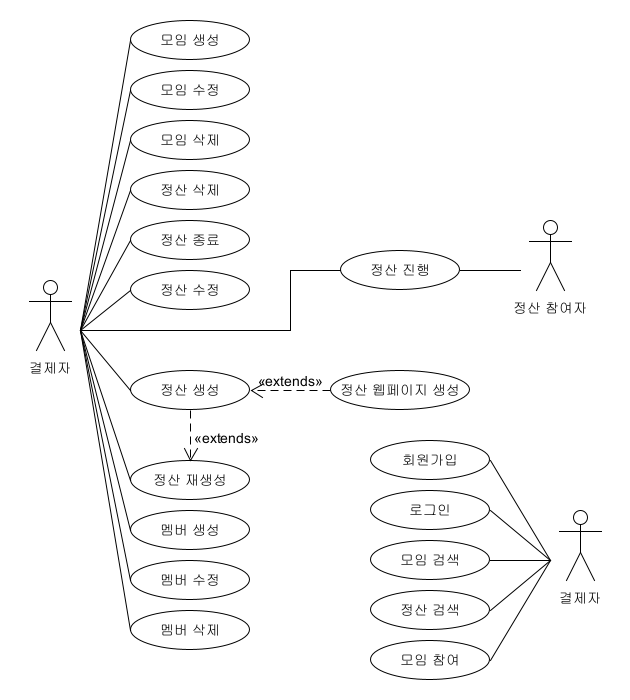 모임 생성
모임 수정
모임 삭제
정산 삭제
정산 종료
정산 수정
정산 진행
정산 참여자
결제자
정산 생성
«extends»
정산 웹페이지 생성
«extends»
정산 재생성
멤버 생성
멤버 수정
멤버 삭제
회원가입
로그인
모임 검색
정산 검색
모임 참여
결제자